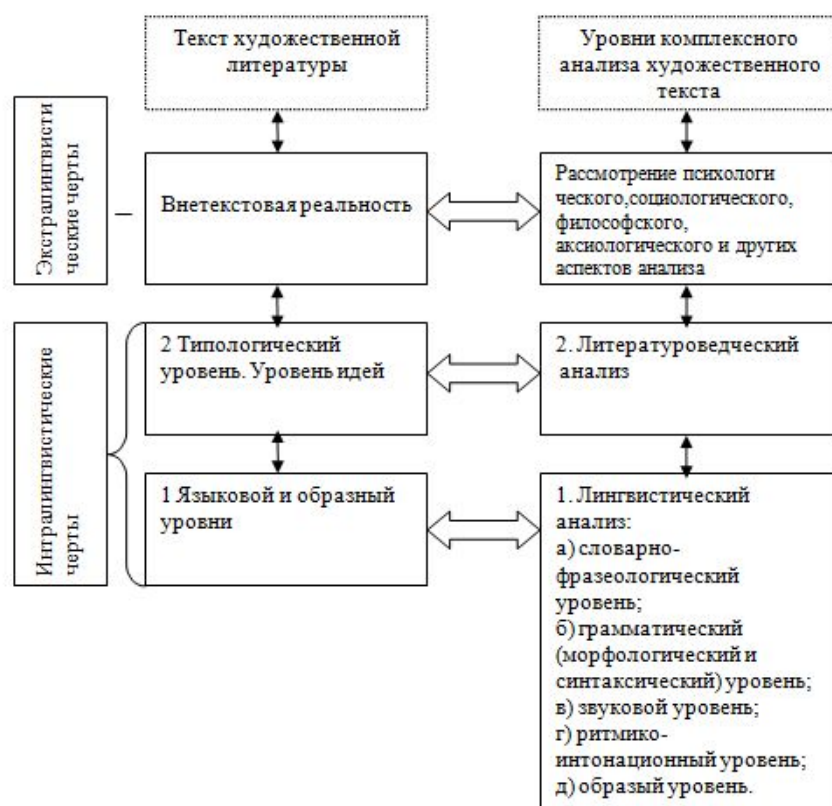 Текст художественной
литературы
Уровни комплексного
анализа художественного
текста
Экстралингвисти
ческие черты
Внетекстовая реальность
Рассмотрение психологи
ческого,социологического,
философского,
аксиологического и других
аспектов анализа
Интралингвистические
черты
2 Типологический
уровень. Уровень идей
2. Литературоведческий
анализ
1 Языковой и образный
уровни
1. Лингвистический
анализ:
а) словарно-
фразеологический
уровень;
б) грамматический
(морфологический и
синтаксический) уровень;
в) звуковой уровень;
г) ритмико-
интонационный уровень;
д) образый уровень.